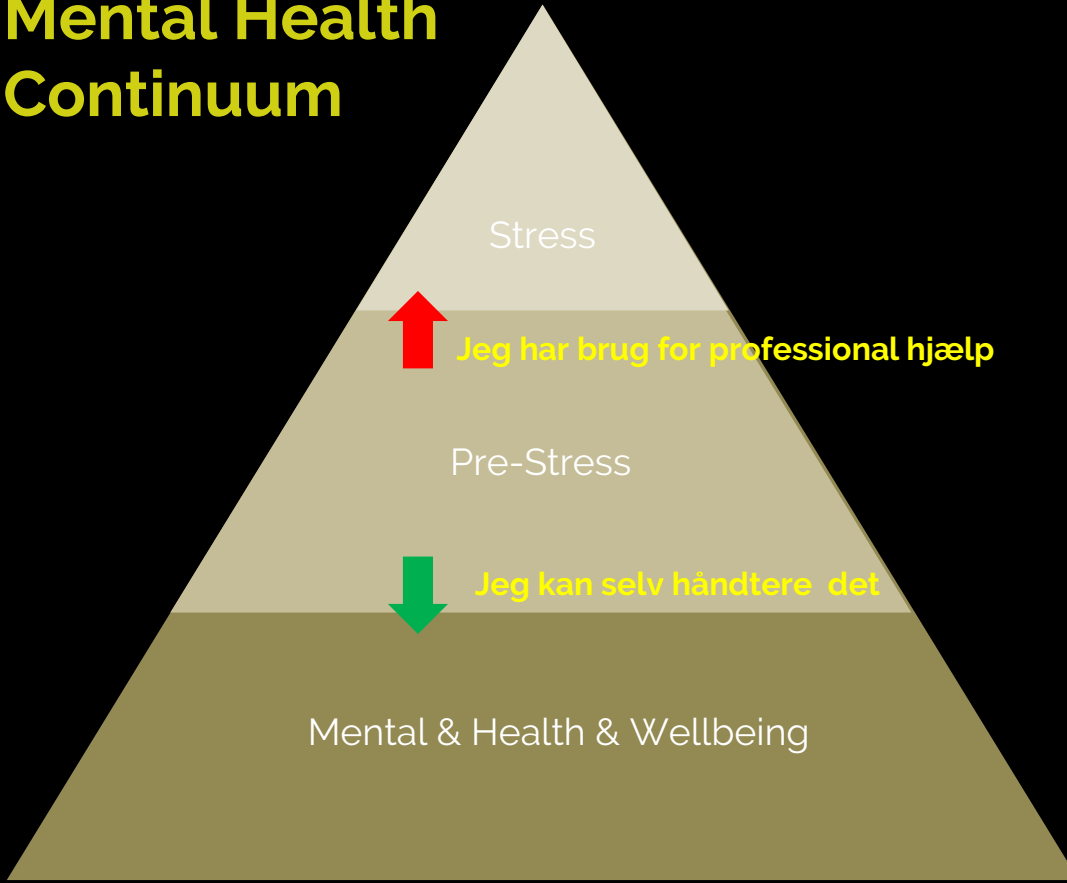 Mental Health
Continuum
Stress
Jeg har brug for professional hjælp
Pre-Stress
Jeg kan selv håndtere  det
Mental & Health & Wellbeing